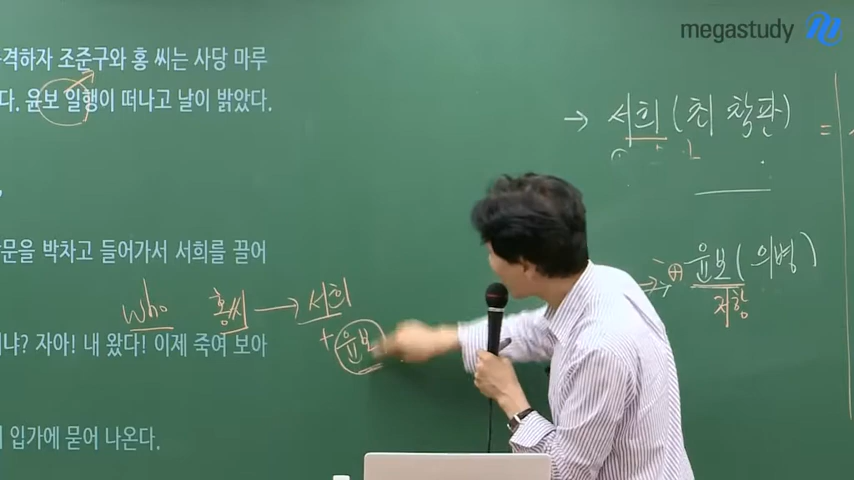 megastudy
격하자 조준구와 홍 씨는 사당 마루
다. 윤보 일행이 떠나고 날이 밝았다.
문을 박차고 들어가서 서희를 끌어
냐? 자아! 내 왔다! 이제 죽여 보아
입가에 묻어 나온다.
who 홍씨 → 서희
+ 윤보
→ 서희(최 참판) =
→ ⊕ 윤보(의병)
저항